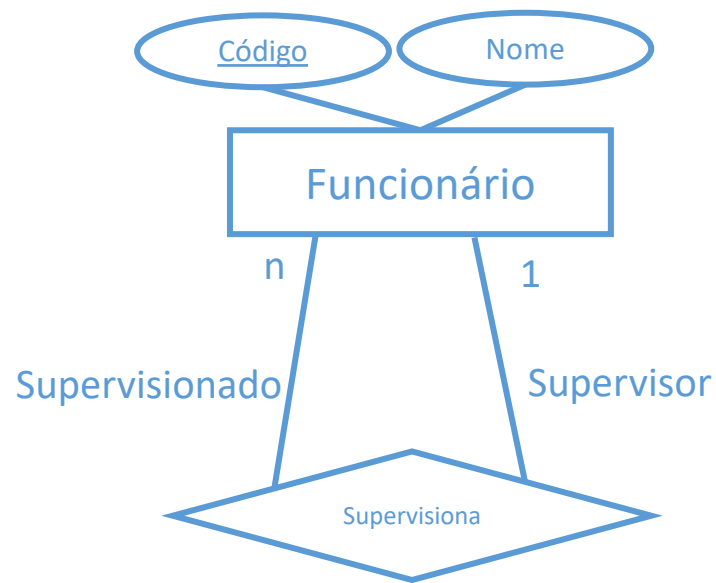 Código
Nome
Funcionário
n
1
Supervisionado
Supervisor
Supervisiona